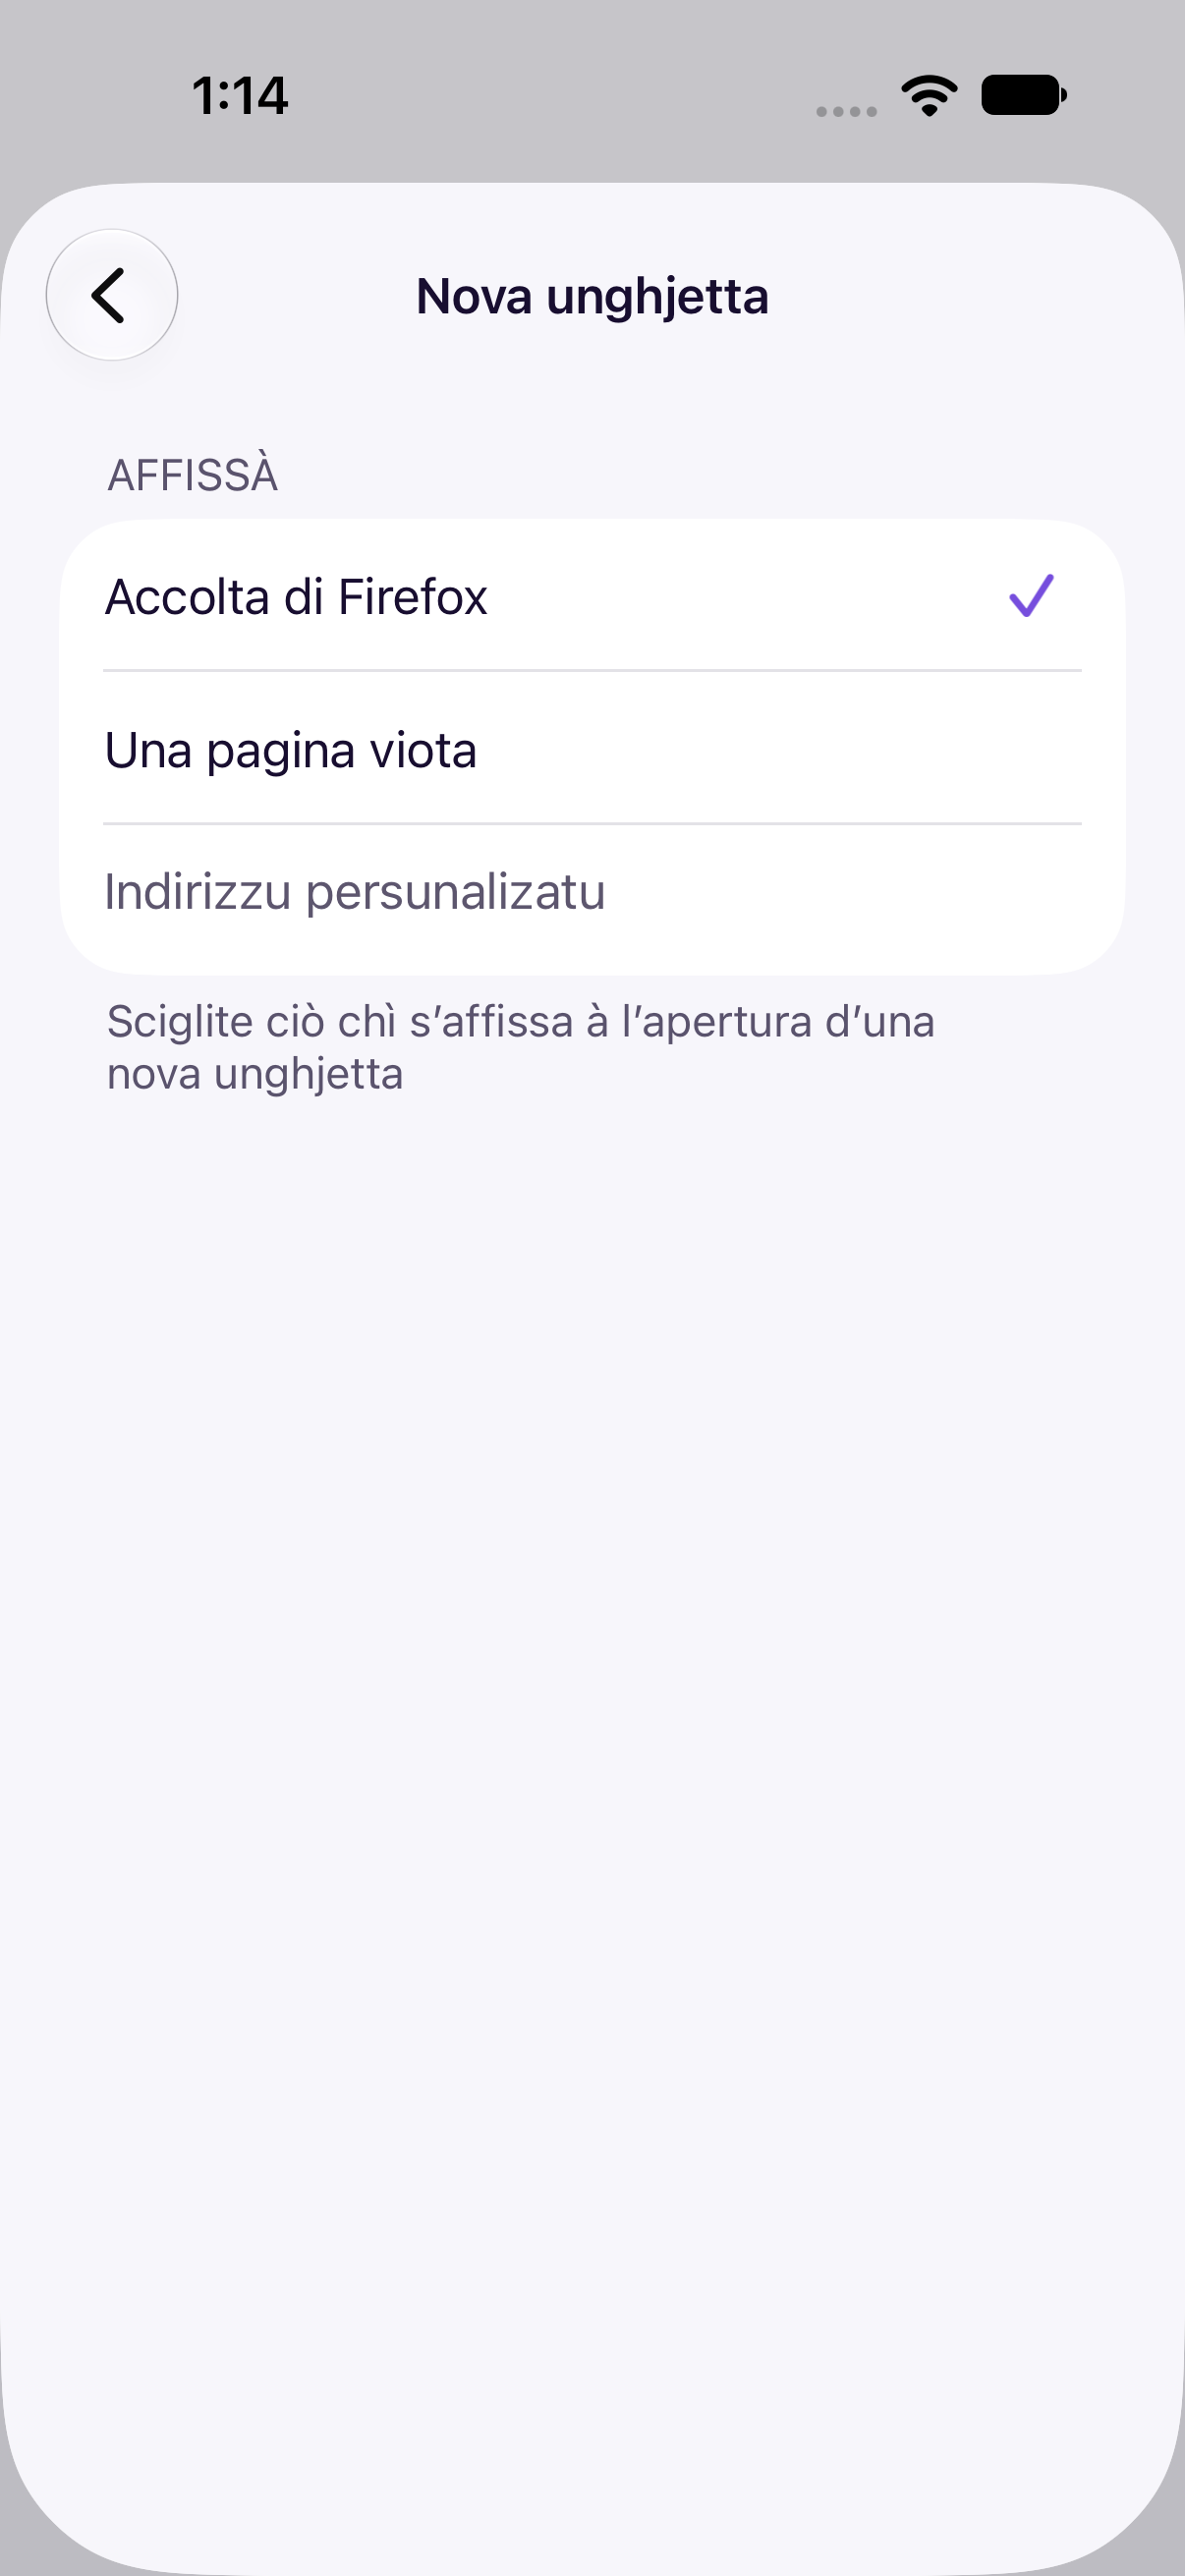 1:14
Nova unghjetta
AFFISSÀ
Accolta di Firefox
Una pagina viota
Indirizzu persunalizatu
Sciglite ciò chì s’affissa à l’apertura d’una
nova unghjetta